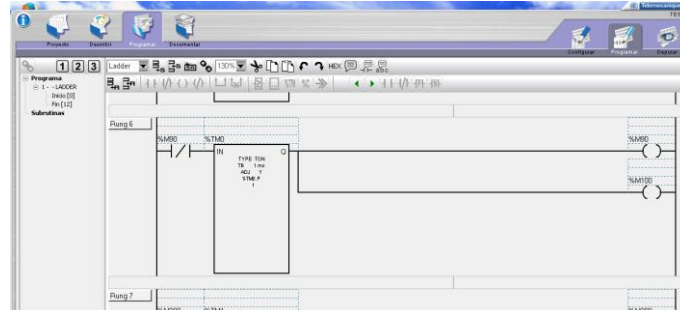 Telemecanique
Proyecto
Describir
Programar
Documentar
Configurar
Programar
Depurar
1 2 3
Ladder
130%
HEX
abc
Programa
1 - - LADDER
Inicio [0]
Fin [12]
Subrutinas
Rung 6
%M90
%TM0
%M90
IN
Q
TYPE TON
TB 1 ms
ADJ Y
%TM0.P
1
%M100
Rung 7